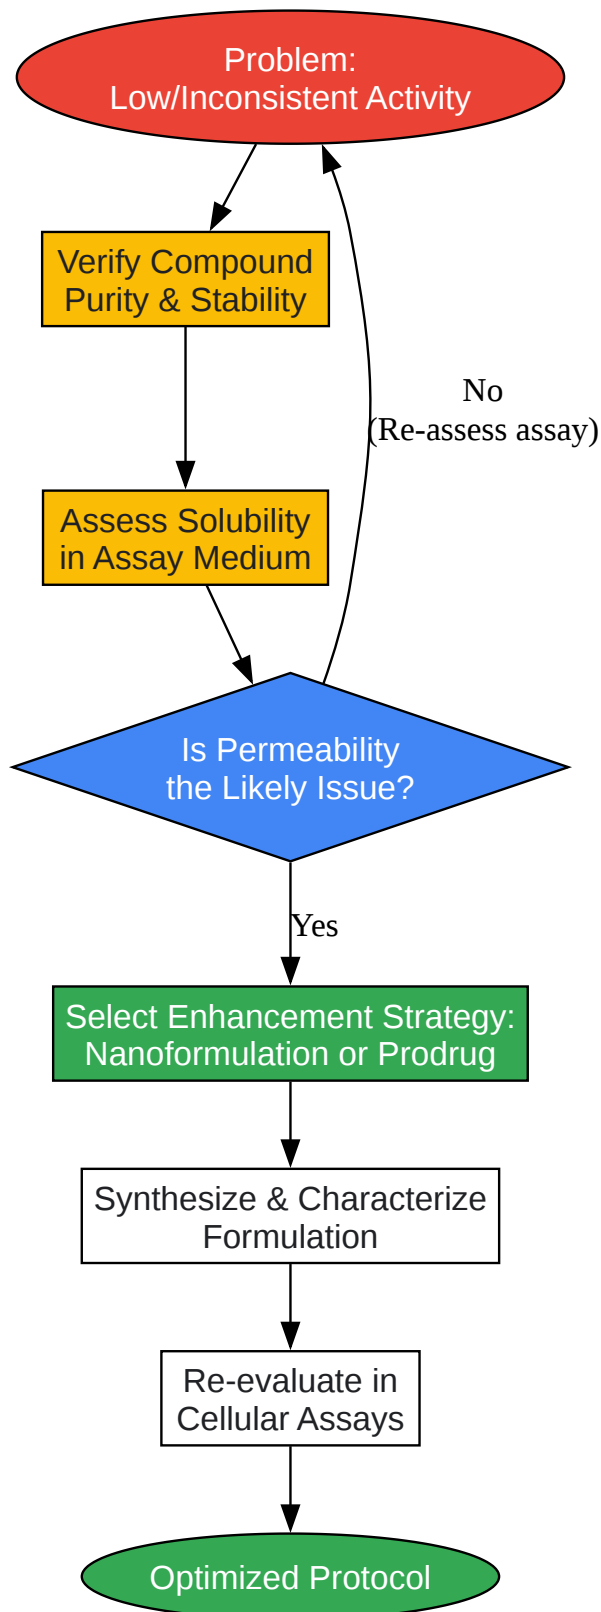 Problem:
Low/Inconsistent Activity
Verify Compound
Purity & Stability
No
(Re-assess assay)
Assess Solubility
in Assay Medium
Is Permeability
the Likely Issue?
Yes
Select Enhancement Strategy:
Nanoformulation or Prodrug
Synthesize & Characterize
Formulation
Re-evaluate in
Cellular Assays
Optimized Protocol